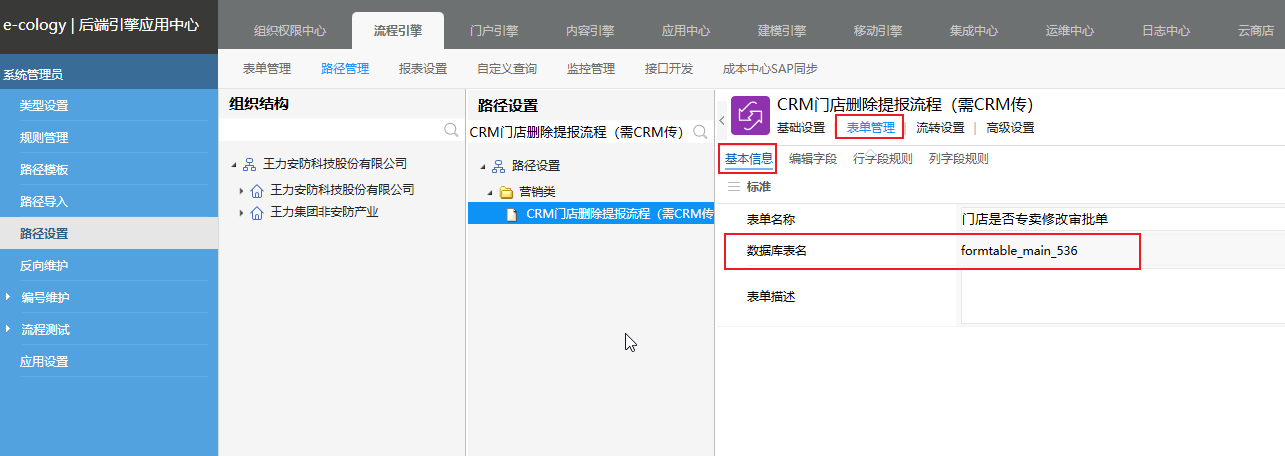 e-cology | 后端引擎应用中心
组织权限中心 流程引擎 门户引擎 内容引擎 应用中心 建模引擎 移动引擎 集成中心 运维中心 日志中心 云商店
系统管理员
类型设置
规则管理
路径模板
路径导入
路径设置
反向维护
编号维护
流程测试
应用设置
表单管理 路径管理 报表设置 自定义查询 监控管理 接口开发 成本中心SAP同步
组织结构
王力安防科技股份有限公司
王力安防科技股份有限公司
王力集团非安防产业
路径设置
CRM门店删除提报流程（需CRM传）
路径设置
营销类
CRM门店删除提报流程（需CRM传
CRM门店删除提报流程（需CRM传）
基础设置 表单管理 | 流转设置 | 高级设置
基本信息 编辑字段 行字段规则 列字段规则
标准
表单名称 门店是否专卖修改审批单
数据库表名 formtable_main_536
表单描述